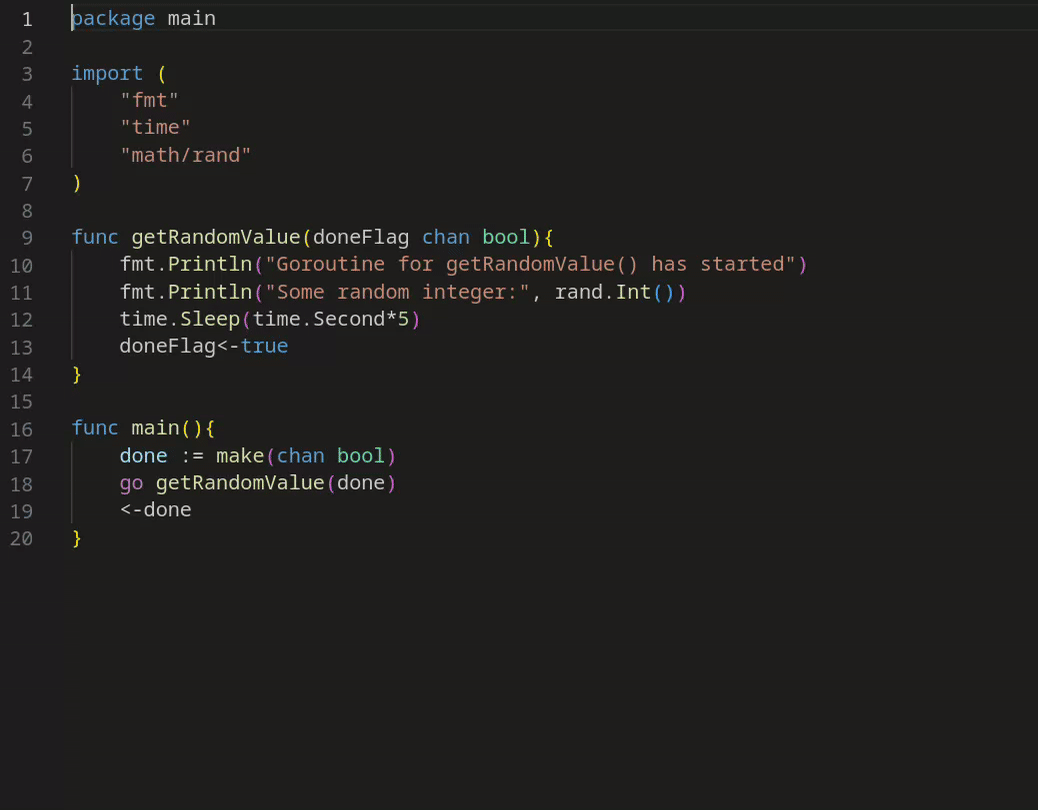 1 package main
2
3 import (
4     "fmt"
5     "time"
6     "math/rand"
7 )
8
9 func getRandomValue(doneFlag chan bool){
10     fmt.Println("Goroutine for getRandomValue() has started")
11     fmt.Println("Some random integer:", rand.Int())
12     time.Sleep(time.Second*5)
13     doneFlag<-true
14 }
15
16 func main(){
17     done := make(chan bool)
18     go getRandomValue(done)
19     <-done
20 }